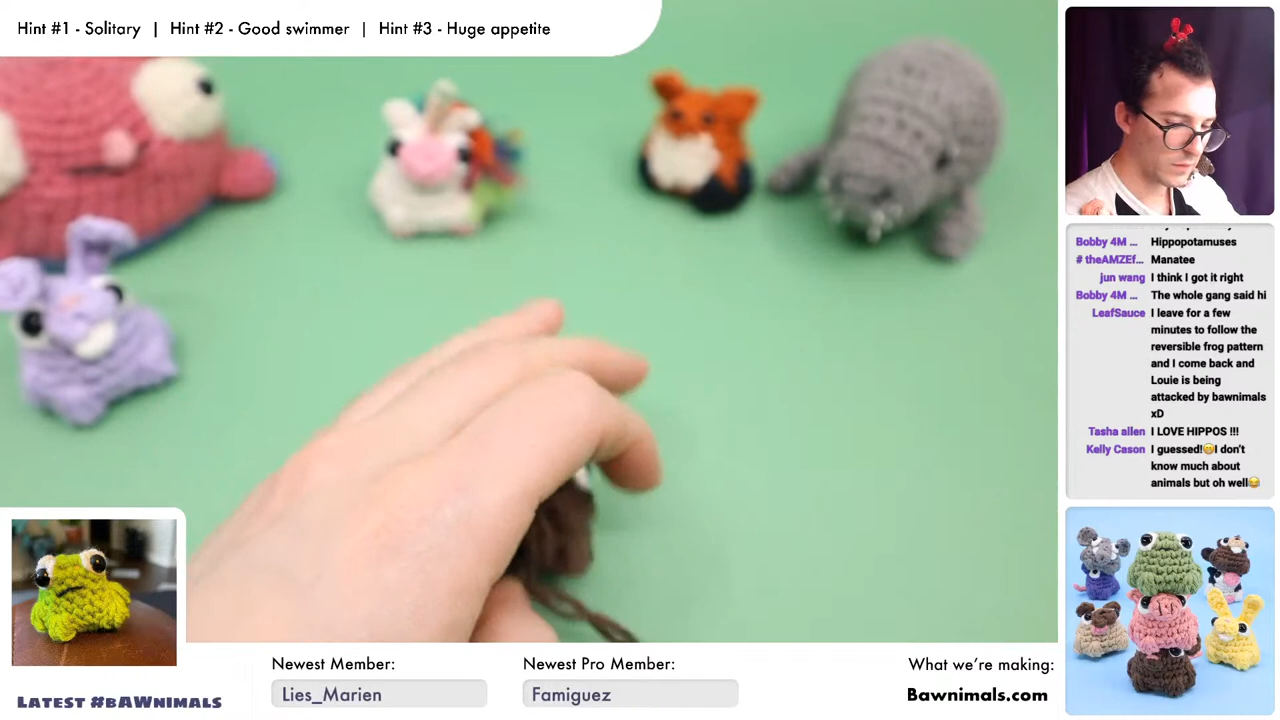 Hint #1 - Solitary | Hint #2 - Good swimmer | Hint #3 - Huge appetite
Bobby 4M ... Hippopotamuses
# theAMZEf... Manatee
jun wang I think I got it right
Bobby 4M ... The whole gang said hi
LeafSauce I leave for a few
minutes to follow the
reversible frog pattern
and I come back and
Louie is being
attacked by bawnimals
xD
Tasha allen I LOVE HIPPOS !!!
Kelly Cason I guessed!🤭I don't
know much about
animals but oh well😂
Newest Member:
Lies_Marien
Newest Pro Member:
Famiguez
What we're making:
Bawnimals.com
Latest #bAWnimals